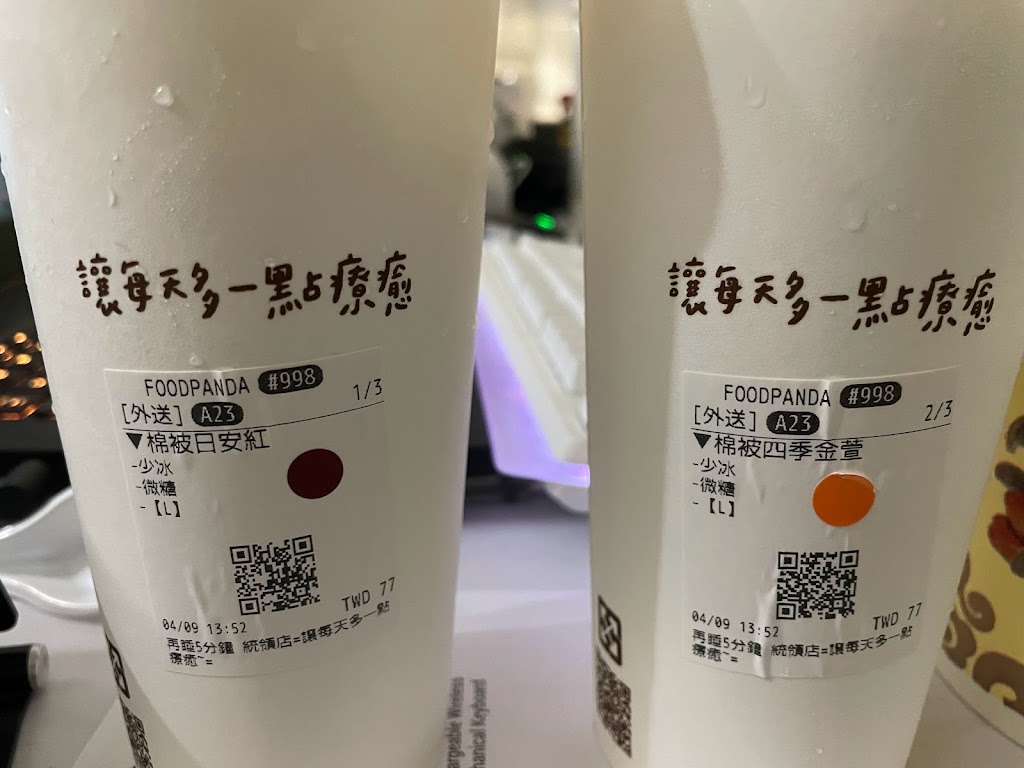 讓每天多一點療癒
FOODPANDA #998
[外送] A23 1/3
▼棉被日安紅
-少冰
-微糖
-【L】
TWD 77
04/09 13:52
再睡5分鐘 統領店=讓每天多一點
療癒~=
讓每天多一點療癒
FOODPANDA #998
[外送] A23 2/3
▼棉被四季金萱
-少冰
-微糖
-【L】
TWD 77
04/09 13:52
再睡5分鐘 統領店=讓每天多一點
療癒~=
Wireless
Keyboard